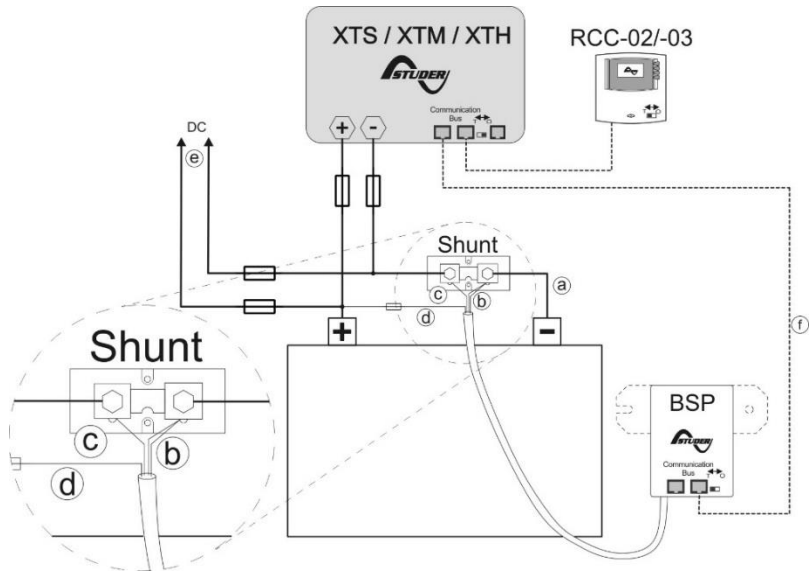 XTS / XTM / XTH
STUDER
Communication
Bus
T O
+ -
RCC-02/-03
T O
DC
e
Shunt
c
b
a
d
f
+
-
Shunt
c
b
d
BSP
STUDER
Communication
Bus
T O